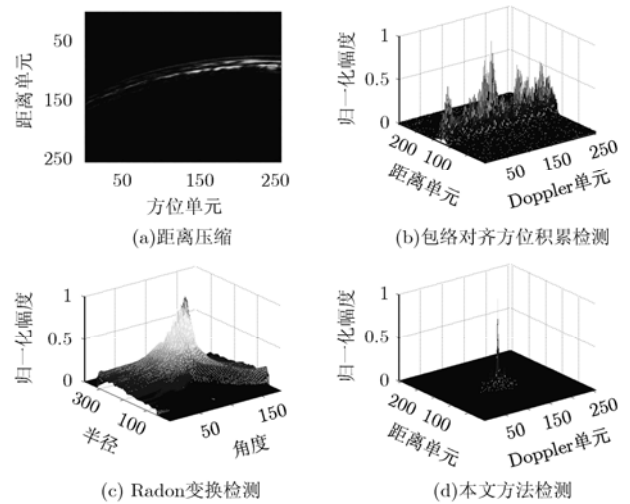 50
150
250
距离单元
50
150
250
方位单元
(a)距离压缩
1
0.5
0
归一化幅度
200
100
距离单元
50
150
250
Doppler单元
(b)包络对齐方位积累检测
1
0.5
0
归一化幅度
300
100
半径
50
150
角度
(c) Radon变换检测
1
0.5
0
归一化幅度
200
100
距离单元
50
150
250
Doppler单元
(d)本文方法检测